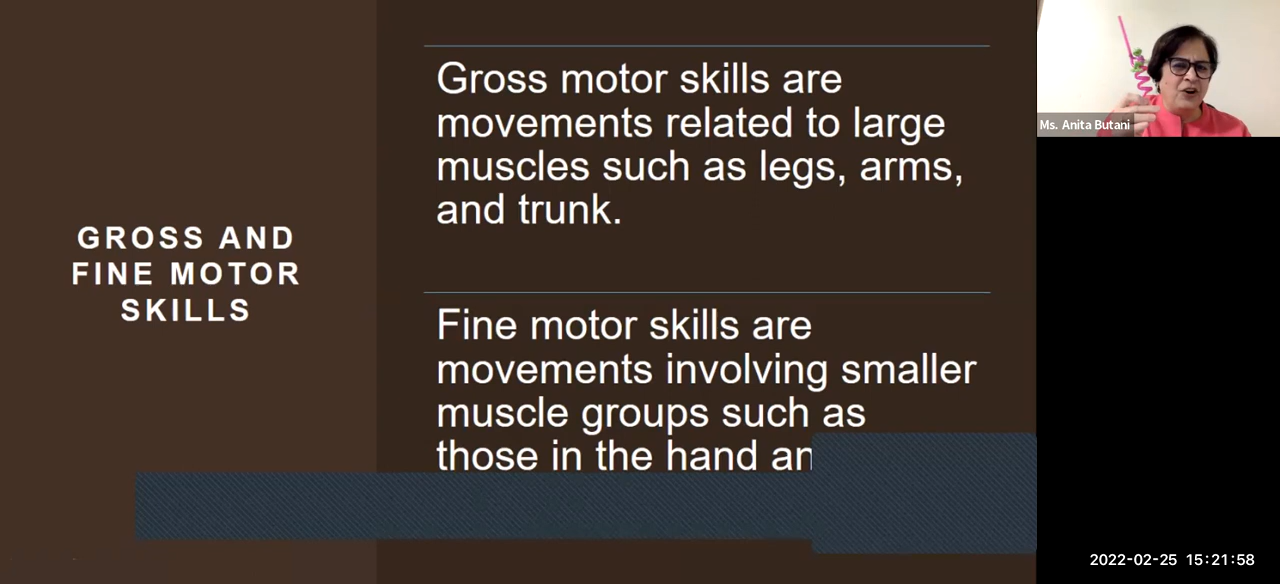 GROSS AND
FINE MOTOR
SKILLS
Gross motor skills are
movements related to large
muscles such as legs, arms,
and trunk.
Fine motor skills are
movements involving smaller
muscle groups such as
those in the hand
Ms. Anita Butani
2022-02-25 15:21:58